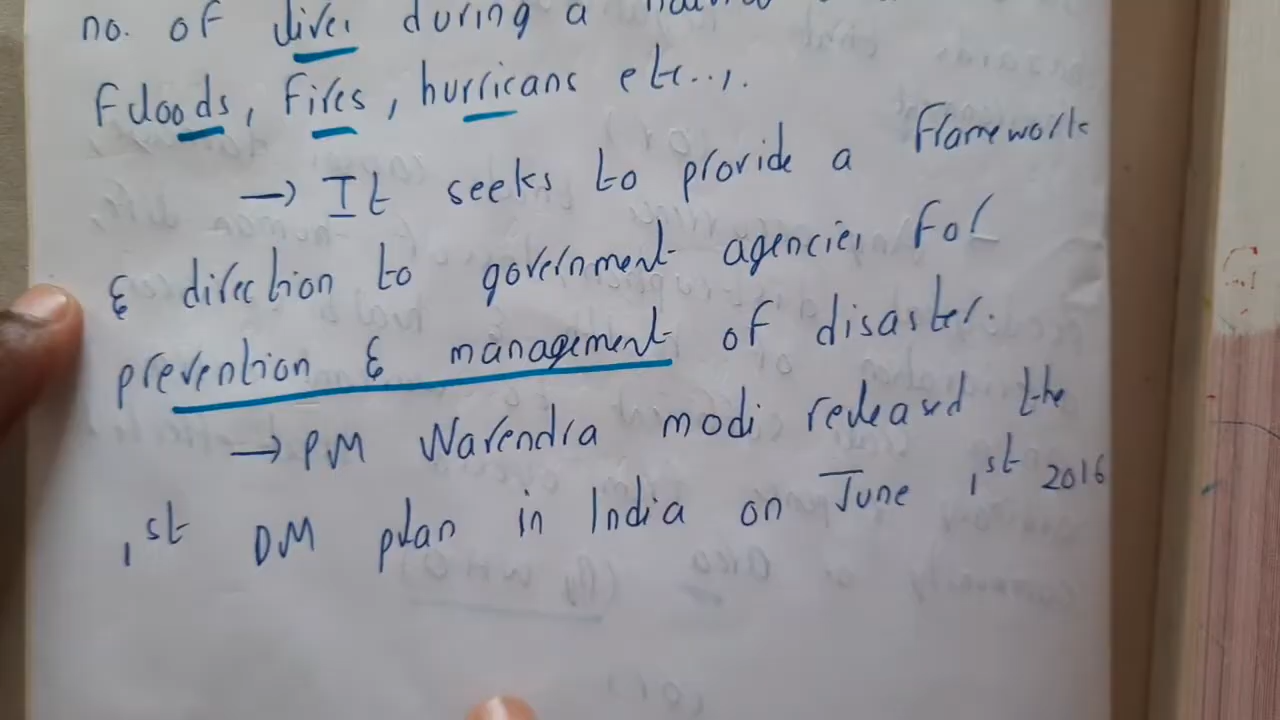 no. of lives during a
Floods, Fires, hurricans etc...
→ It seeks to provide a Framework
& direction to government agencies For
prevention & management of disaster.
→ PM Narendra modi released the
1st DM plan in India on June 1st 2016